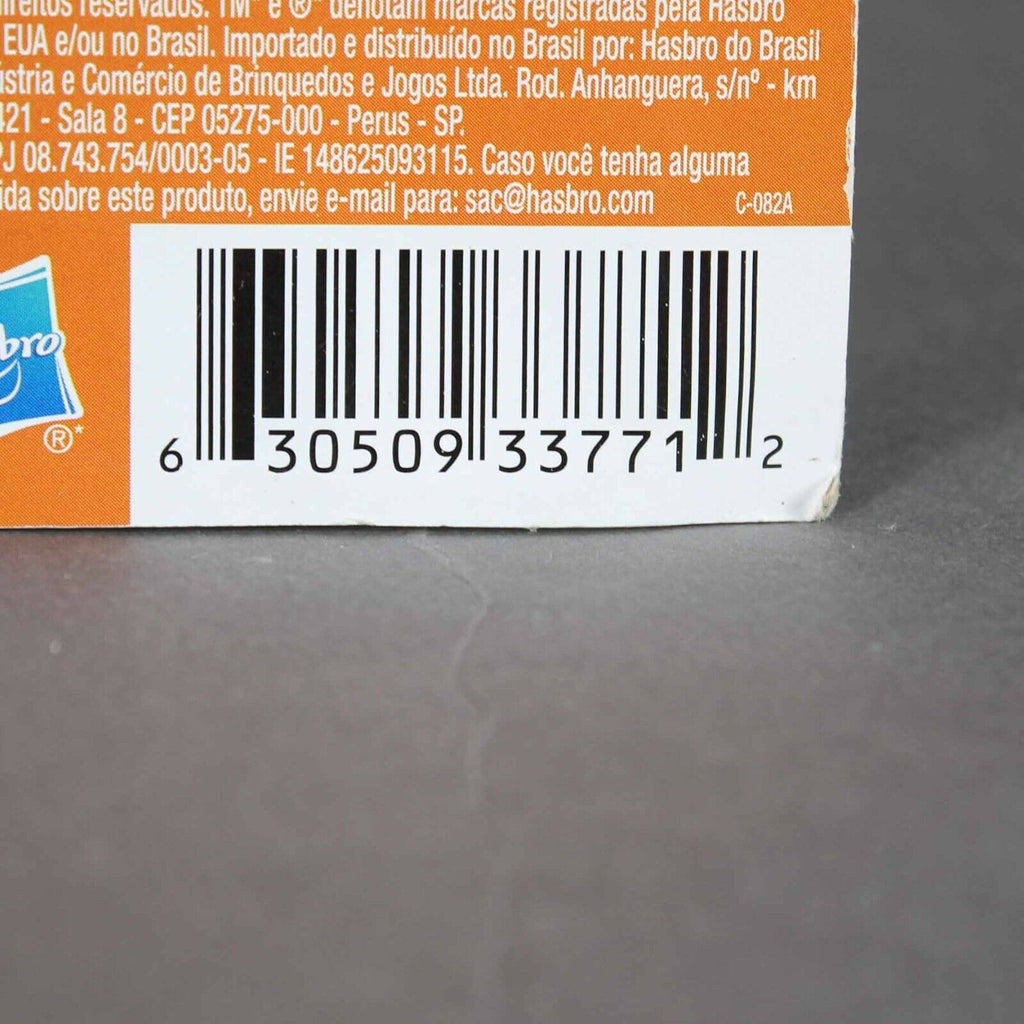 reservados. TM* e ®* denotam marcas registradas pela Hasbro
EUA e/ou no Brasil. Importado e distribuído no Brasil por: Hasbro do Brasil
e Comércio de Brinquedos e Jogos Ltda. Rod. Anhanguera, s/nº - km
421 - Sala 8 - CEP 05275-000 - Perus - SP.
08.743.754/0003-05 - IE 148625093115. Caso você tenha alguma
sobre este produto, envie e-mail para: sac@hasbro.com C-082A
bro
®*
6 30509 33771 2